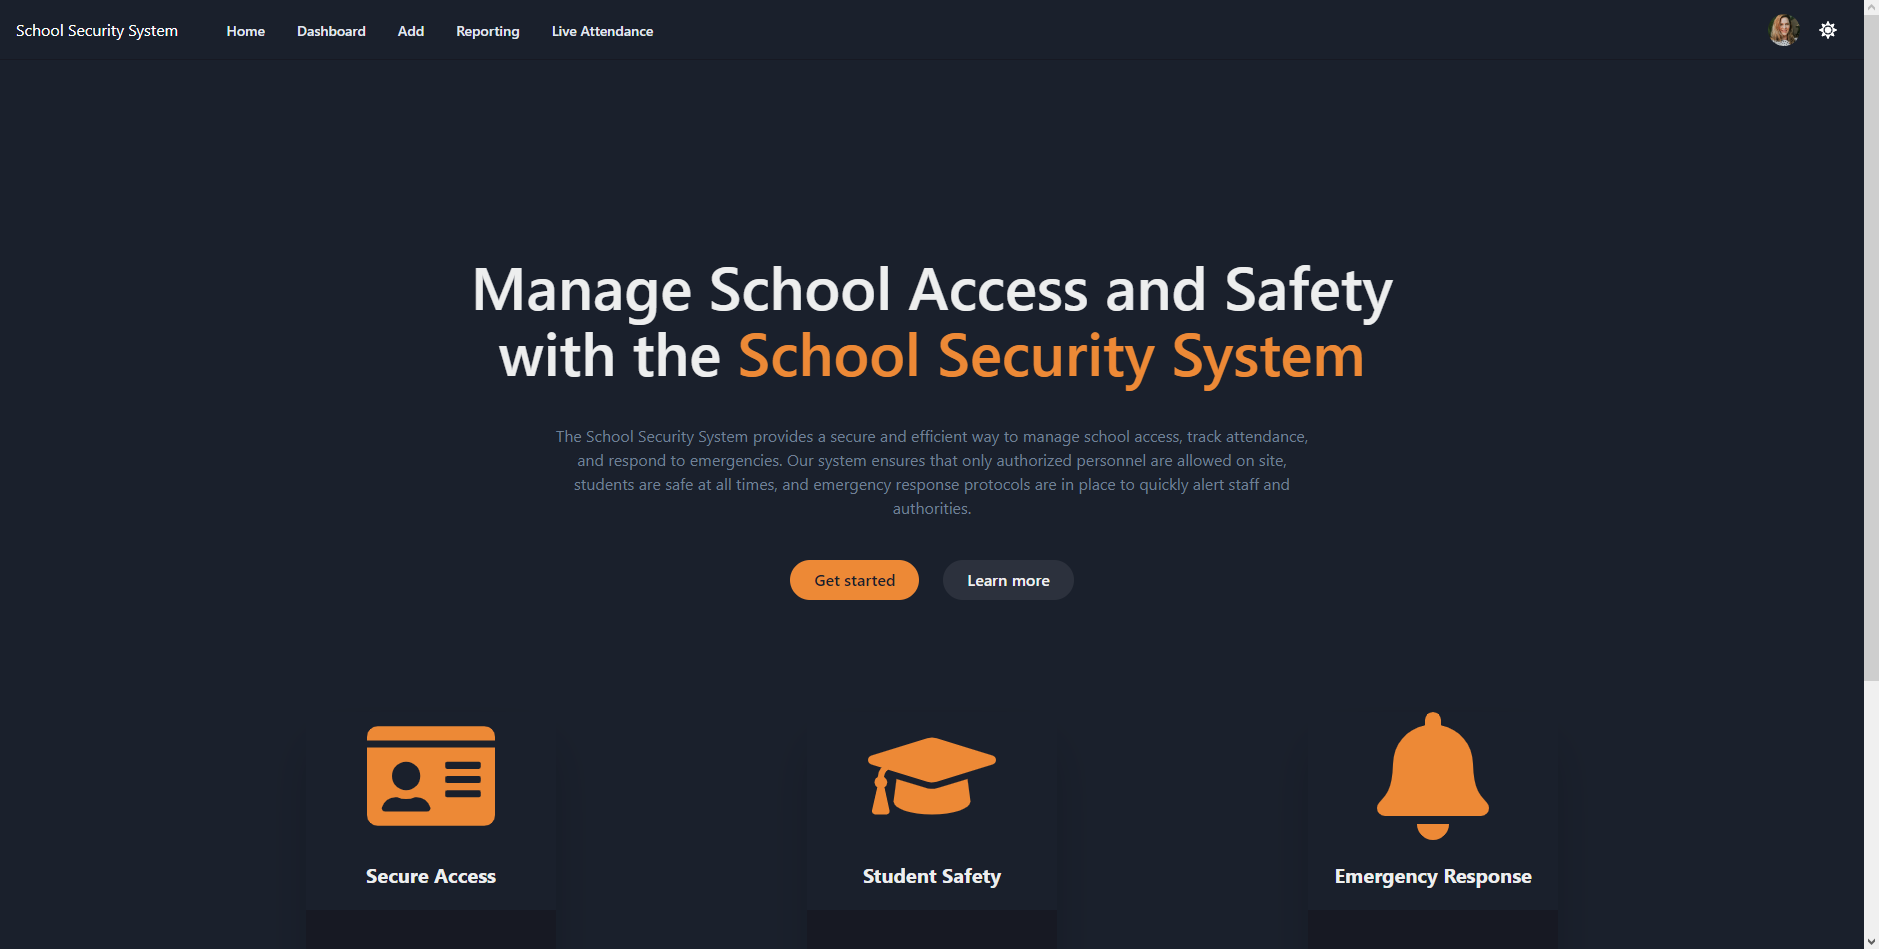 School Security System
Home
Dashboard
Add
Reporting
Live Attendance
Manage School Access and Safety
with the School Security System
The School Security System provides a secure and efficient way to manage school access, track attendance,
and respond to emergencies. Our system ensures that only authorized personnel are allowed on site,
students are safe at all times, and emergency response protocols are in place to quickly alert staff and
authorities.
Get started
Learn more
Secure Access
Student Safety
Emergency Response